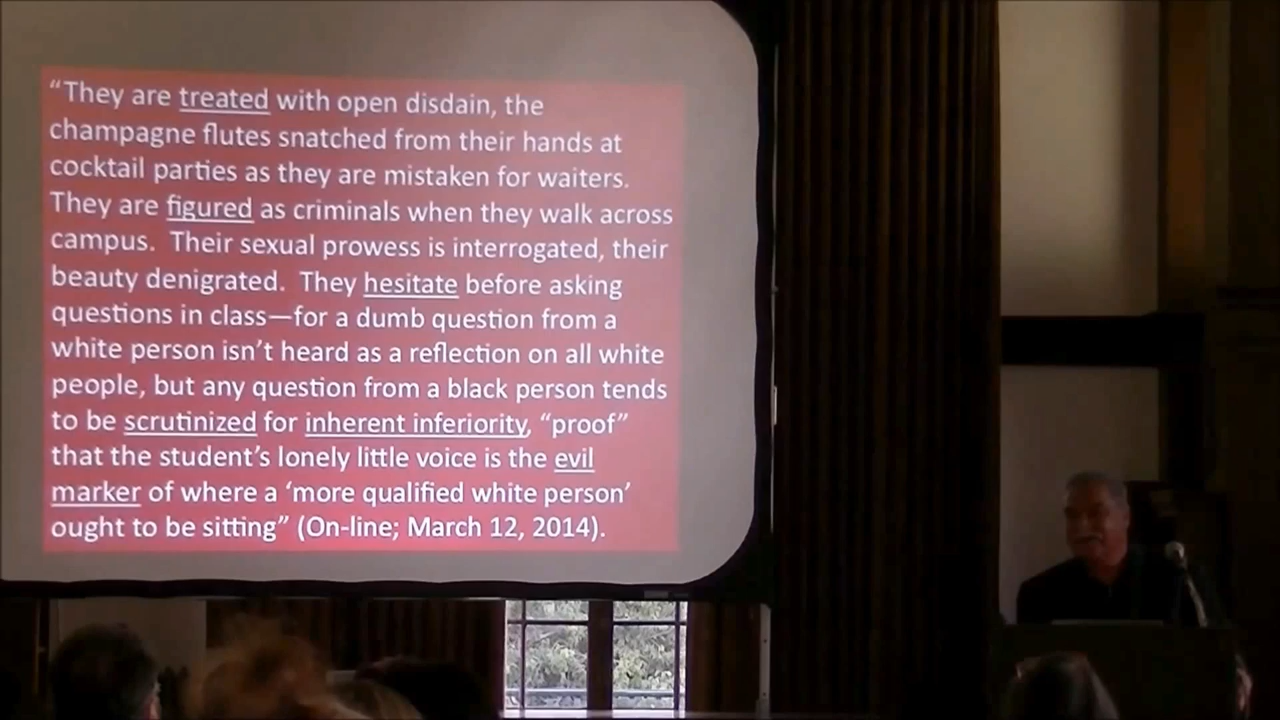 “They are treated with open disdain, the
champagne flutes snatched from their hands at
cocktail parties as they are mistaken for waiters.
They are figured as criminals when they walk across
campus.  Their sexual prowess is interrogated, their
beauty denigrated.  They hesitate before asking
questions in class—for a dumb question from a
white person isn’t heard as a reflection on all white
people, but any question from a black person tends
to be scrutinized for inherent inferiority, “proof”
that the student’s lonely little voice is the evil
marker of where a ‘more qualified white person’
ought to be sitting” (On-line; March 12, 2014).